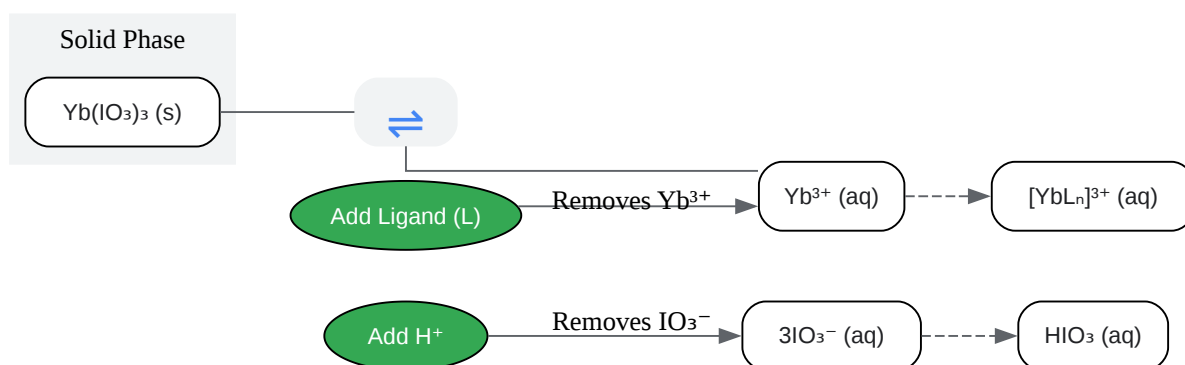 Solid Phase
Yb(IO₃)₃ (s)
⇌
Add Ligand (L)
Removes Yb³⁺
Yb³⁺ (aq)
[YbLₙ]³⁺ (aq)
Add H⁺
Removes IO₃⁻
3IO₃⁻ (aq)
HIO₃ (aq)